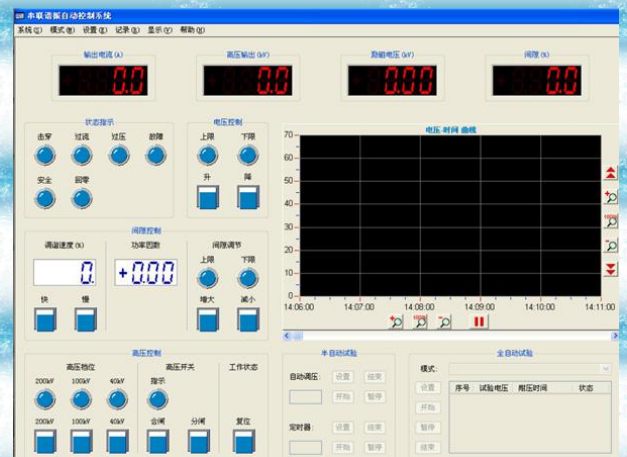 串联谐振自动控制系统
系统(S) 模式(M) 设置(I) 记录(R) 显示(V) 帮助(H)
输出电流(A) 高压输出(kV) 励磁电压(kV) 间隙(%)
0.0 0.0 0.00 0.0
状态指示 电压控制
击穿 过流 过压 故障 上限 下限
安全 回零 升 降
电压-时间 曲线
70
60
50
40
30
20
10
0
14:06:00 14:07:00 14:08:00 14:09:00 14:10:00 14:11:00
100%
100%
间隙控制
调谐速度(%) 功率因数 间隙调节
上限 下限
0. +0.00
快 慢 增大 减小
高压控制
高压档位 高压开关 工作状态
200kV 100kV 40kV 指示
200kV 100kV 40kV 合闸 分闸 复位
半自动试验
自动调压: 设置 结束
开始 暂停
定时器: 设置 结束
开始 暂停
全自动试验
模式:
设置 序号 试验电压 耐压时间 状态
开始
暂停
结束